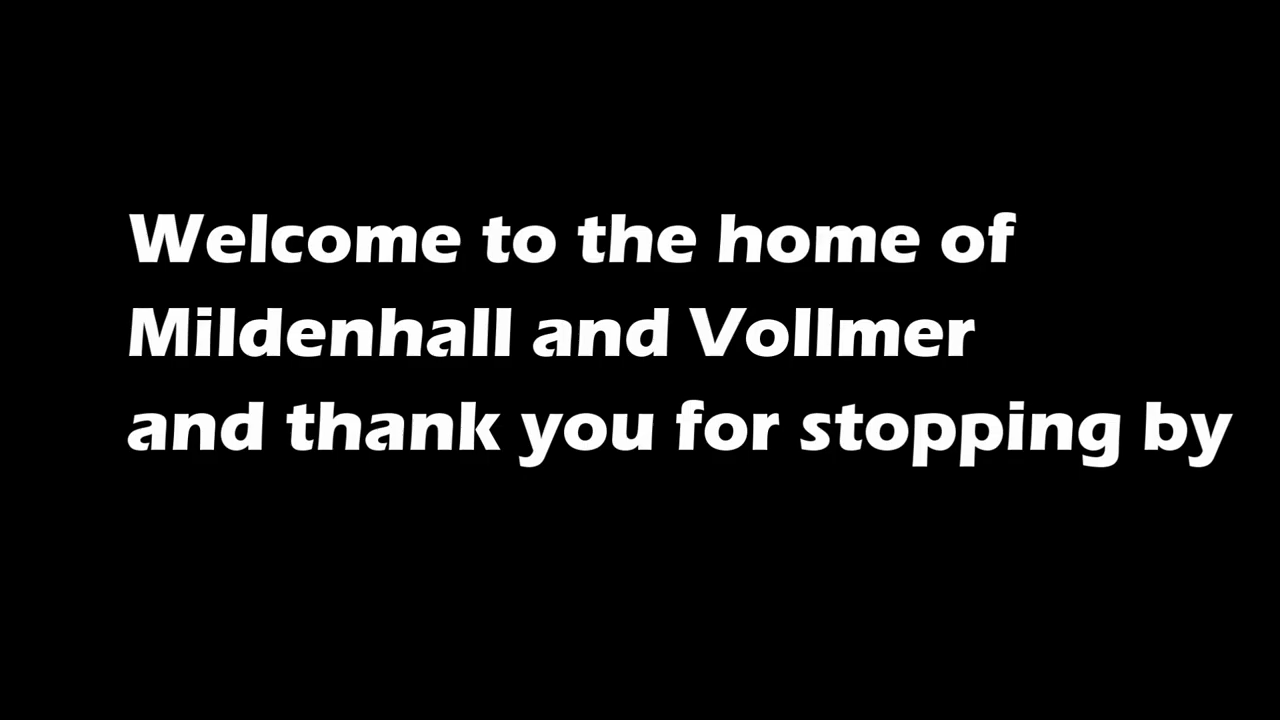 Welcome to the home of
Mildenhall and Vollmer
and thank you for stopping by